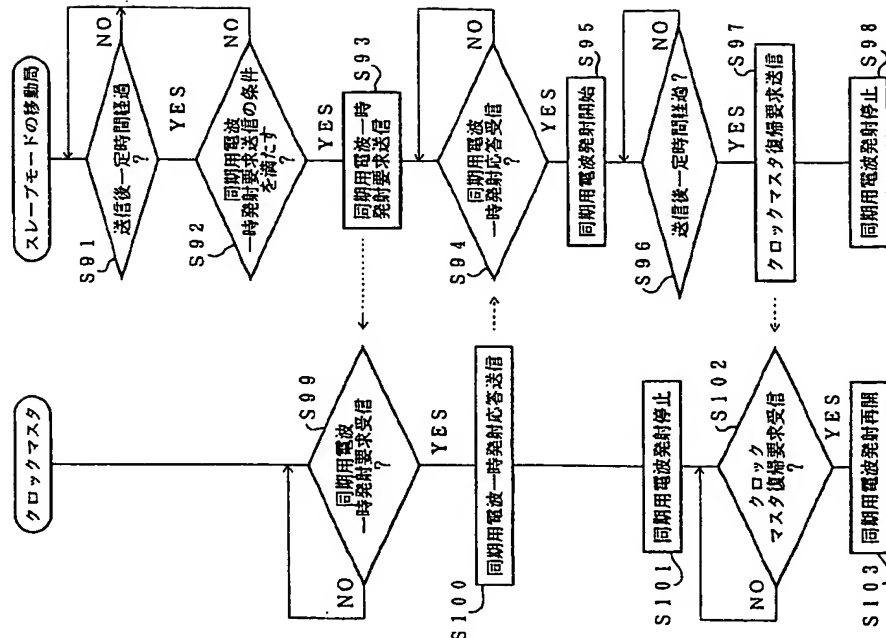 クロックマスタ
S99
同期用電波
一時発射要求受信
?
NO
YES
S100
同期用電波一時発射応答送信
S101
同期用電波発射停止
S102
クロック
マスタ復帰要求受信
?
NO
YES
S103
同期用電波発射再開
スレーブモードの移動局
S91
送信後一定時間経過
?
NO
YES
S92
同期用電波
一時発射要求送信の条件
を満たす
?
NO
YES
S93
同期用電波一時
発射要求送信
S94
同期用電波
一時発射応答受信
?
NO
YES
S95
同期用電波発射開始
S96
送信後一定時間経過?
NO
YES
S97
クロックマスタ復帰要求送信
S98
同期用電波発射停止